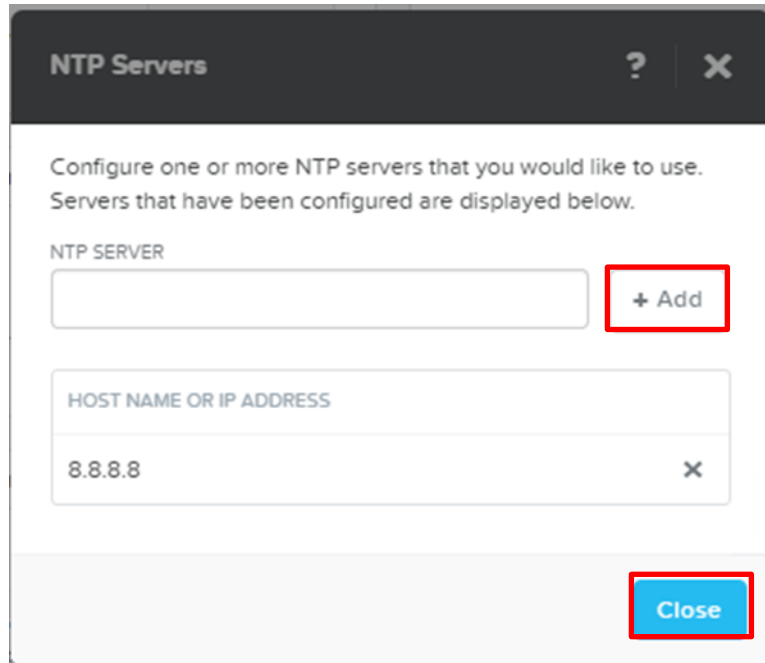 NTP Servers ? ×
Configure one or more NTP servers that you would like to use.
Servers that have been configured are displayed below.
NTP SERVER
+ Add
HOST NAME OR IP ADDRESS
8.8.8.8 ×
Close